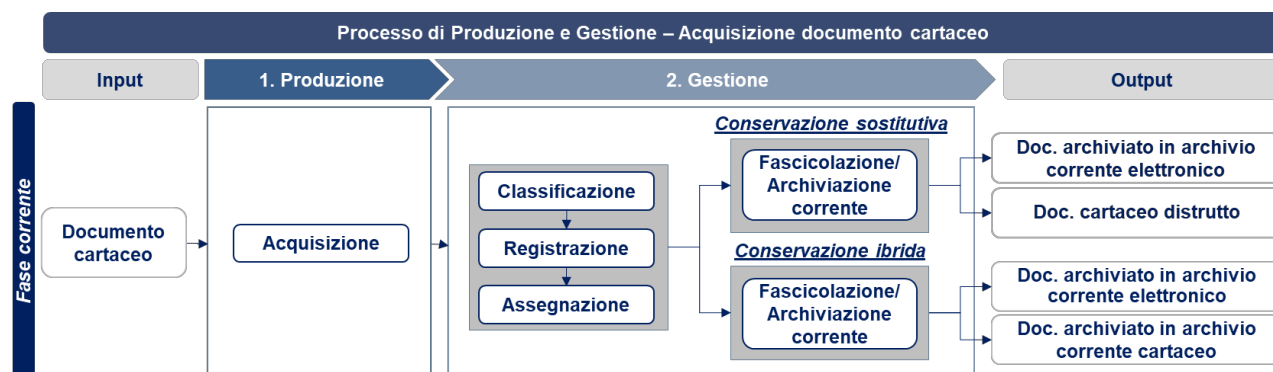 Processo di Produzione e Gestione – Acquisizione documento cartaceo
Input
1. Produzione
2. Gestione
Output
Fase corrente
Documento
cartaceo
Acquisizione
Classificazione
Registrazione
Assegnazione
Conservazione sostitutiva
Fascicolazione/
Archiviazione
corrente
Conservazione ibrida
Fascicolazione/
Archiviazione
corrente
Doc. archiviato in archivio
corrente elettronico
Doc. cartaceo distrutto
Doc. archiviato in archivio
corrente elettronico
Doc. archiviato in archivio
corrente cartaceo